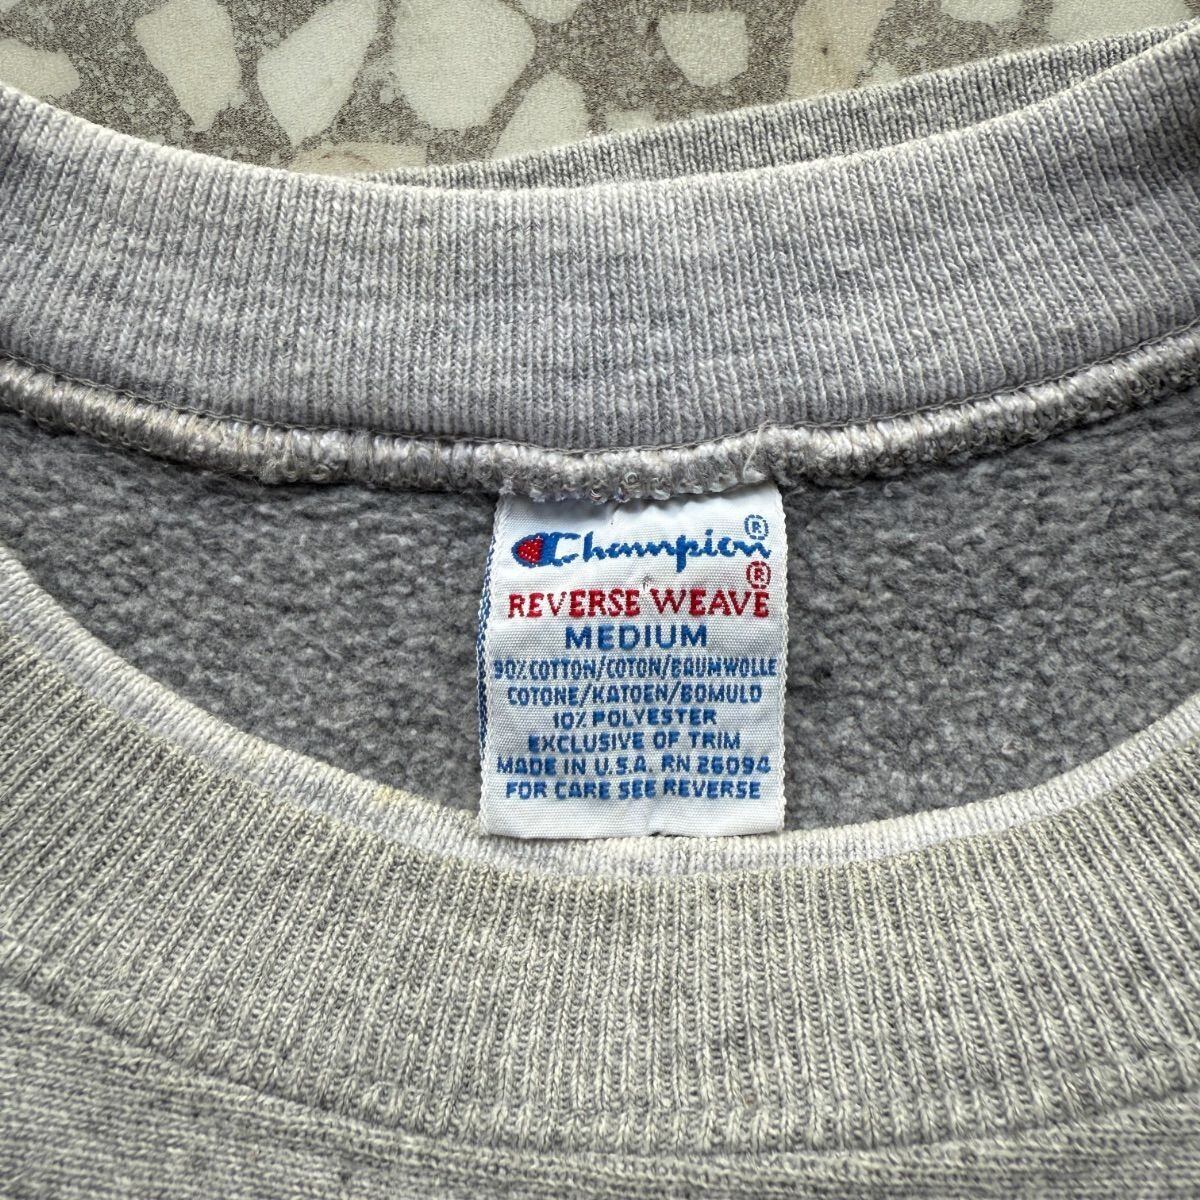 Champion®
REVERSE WEAVE®
MEDIUM
90% COTTON/COTON/BAUMWOLLE
COTONE/KATOEN/BOMULD
10% POLYESTER
EXCLUSIVE OF TRIM
MADE IN U.S.A. RN 26094
FOR CARE SEE REVERSE